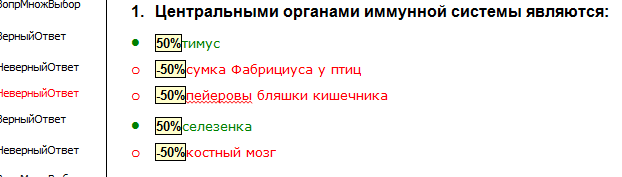 ВопрМножВыбор
1. Центральными органами иммунной системы являются:
ВерныйОтвет
50%тимус
НеверныйОтвет
-50%сумка Фабрициуса у птиц
НеверныйОтвет
-50%пейеровы бляшки кишечника
ВерныйОтвет
50%селезенка
НеверныйОтвет
-50%костный мозг